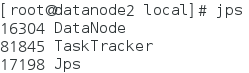 [root@datanode2 local]# jps
16304 DataNode
81845 TaskTracker
17198 Jps